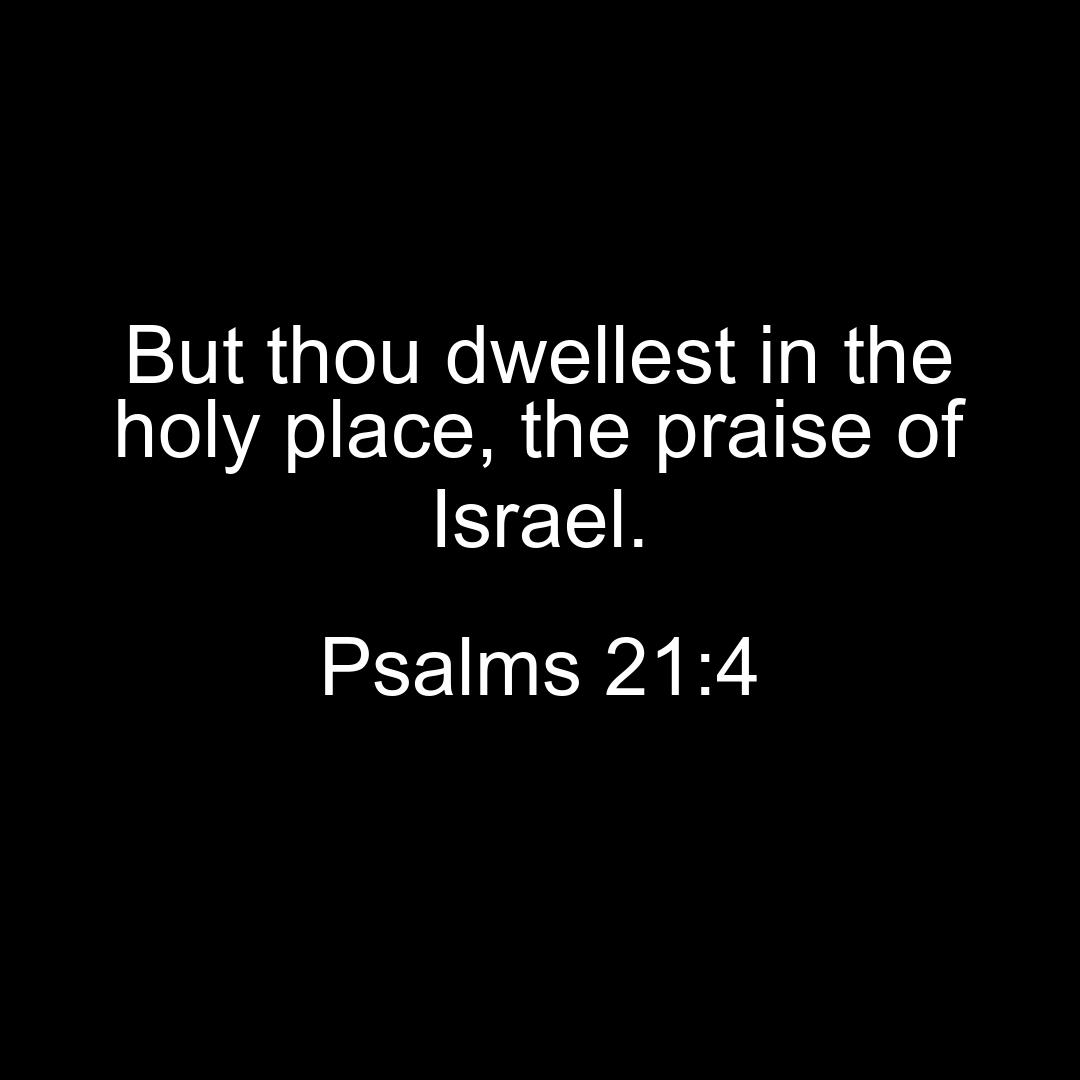 But thou dwellest in the
holy place, the praise of
Israel.
Psalms 21:4